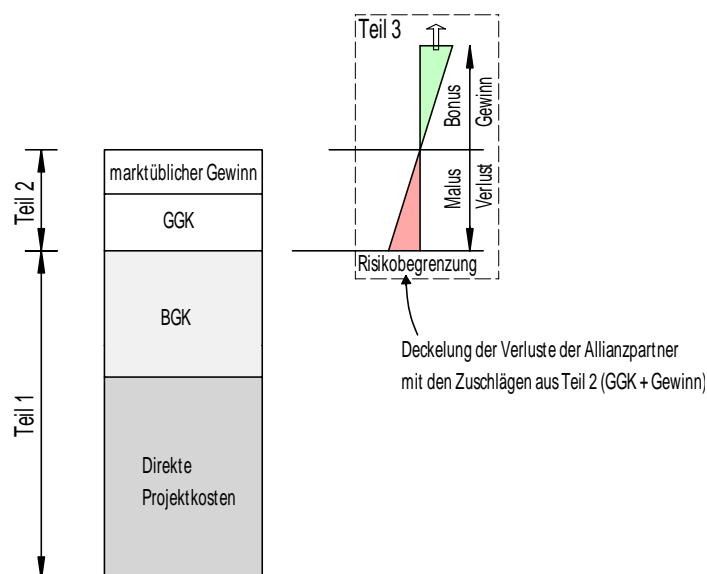 Teil 3
Bonus
Gewinn
Malus
Verlust
Risikobegrenzung
Teil 2
marktüblicher Gewinn
GGK
BGK
Teil 1
Direkte
Projektkosten
Deckelung der Verluste der Allianzpartner
mit den Zuschlägen aus Teil 2 (GGK + Gewinn)